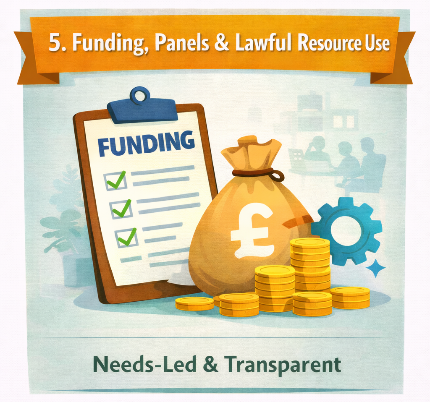 5. Funding, Panels & Lawful Resource Use
FUNDING
£
Needs-Led & Transparent